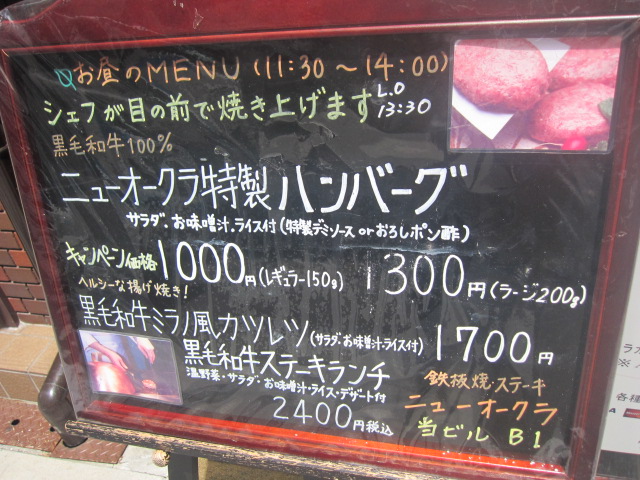 お昼のMENU (11:30～14:00)
シェフが目の前で焼き上げます L.O 13:30
黒毛和牛100%
ニューオークラ特製ハンバーグ
サラダ.お味噌汁.ライス付(特製デミソース orおろしポン酢)
キャンペーン価格 1000円(レギュラー150g) 1300円(ラージ200g)
ヘルシーな揚げ焼き!
黒毛和牛ミラノ風カツレツ(サラダ.お味噌汁.ライス付) 1700円
黒毛和牛ステーキランチ
温野菜・サラダ・お味噌汁・ライス・デザート付
2400円税込
鉄板焼・ステーキ
ニューオークラ
当ビル B1
各種